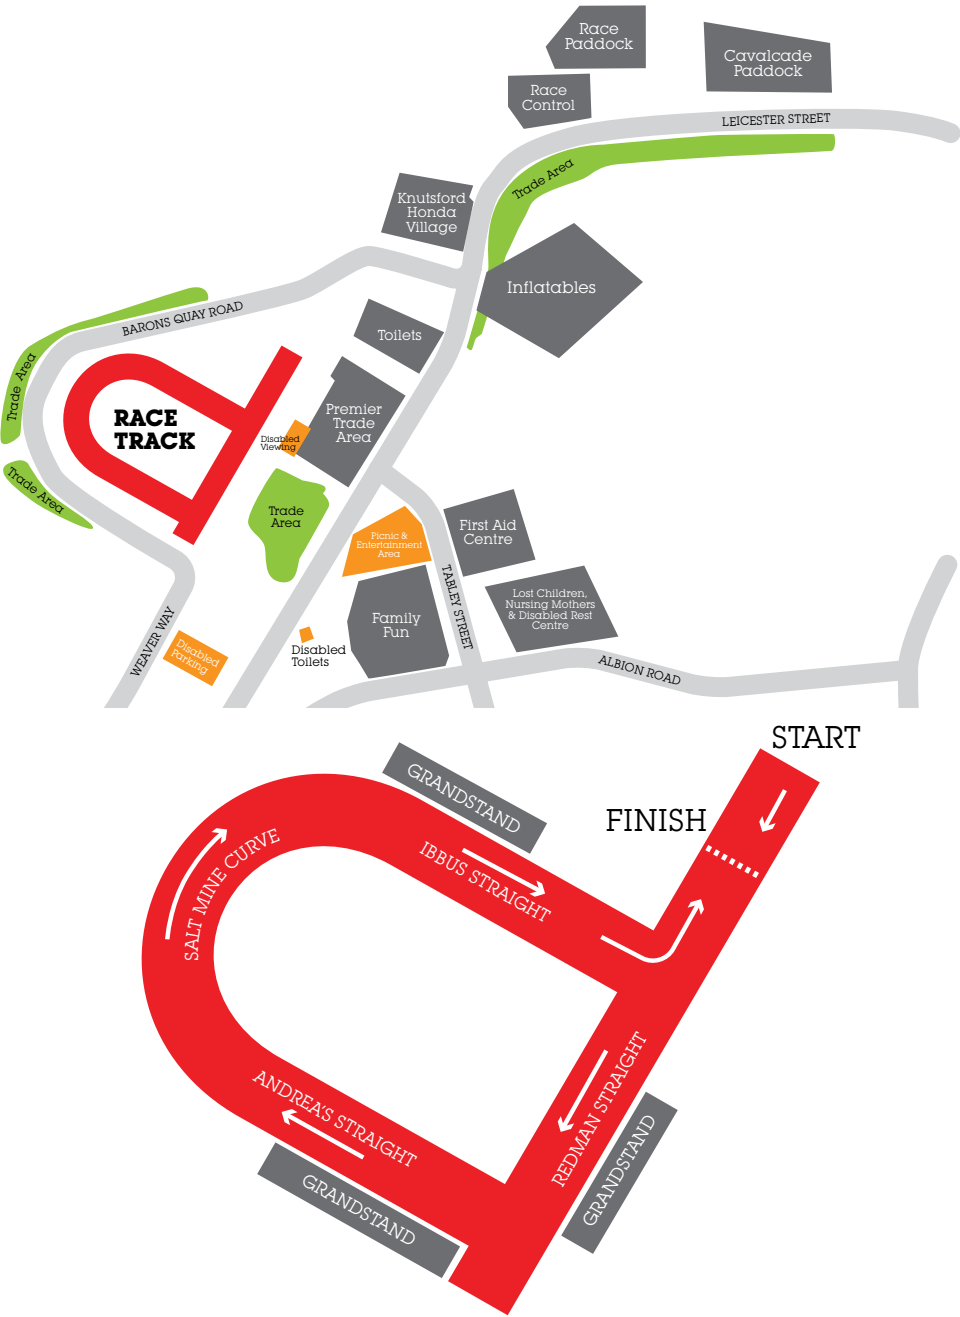 Race
Paddock
Cavalcade
Paddock
Race
Control
LEICESTER STREET
Trade Area
Knutsford
Honda
Village
Inflatables
BARONS QUAY ROAD
Toilets
Trade Area
Premier
Trade
Area
RACE
TRACK
Disabled
Viewing
Trade Area
Trade
Area
First Aid
Centre
Picnic &
Entertainment
Area
TABLEY STREET
Lost Children,
Nursing Mothers
& Disabled Rest
Centre
Family
Fun
WEAVER WAY
Disabled
Parking
Disabled
Toilets
ALBION ROAD
START
GRANDSTAND
FINISH
IBBUS STRAIGHT
SALT MINE CURVE
ANDREA'S STRAIGHT
REDMAN STRAIGHT
GRANDSTAND
GRANDSTAND